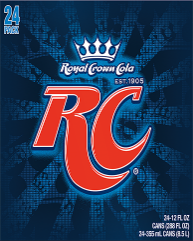 24
PACK
Royal Crown Cola
EST. 1905
RC
®
24-12 FL OZ
CANS (288 FL OZ)
24-355 mL CANS (8.5 L)